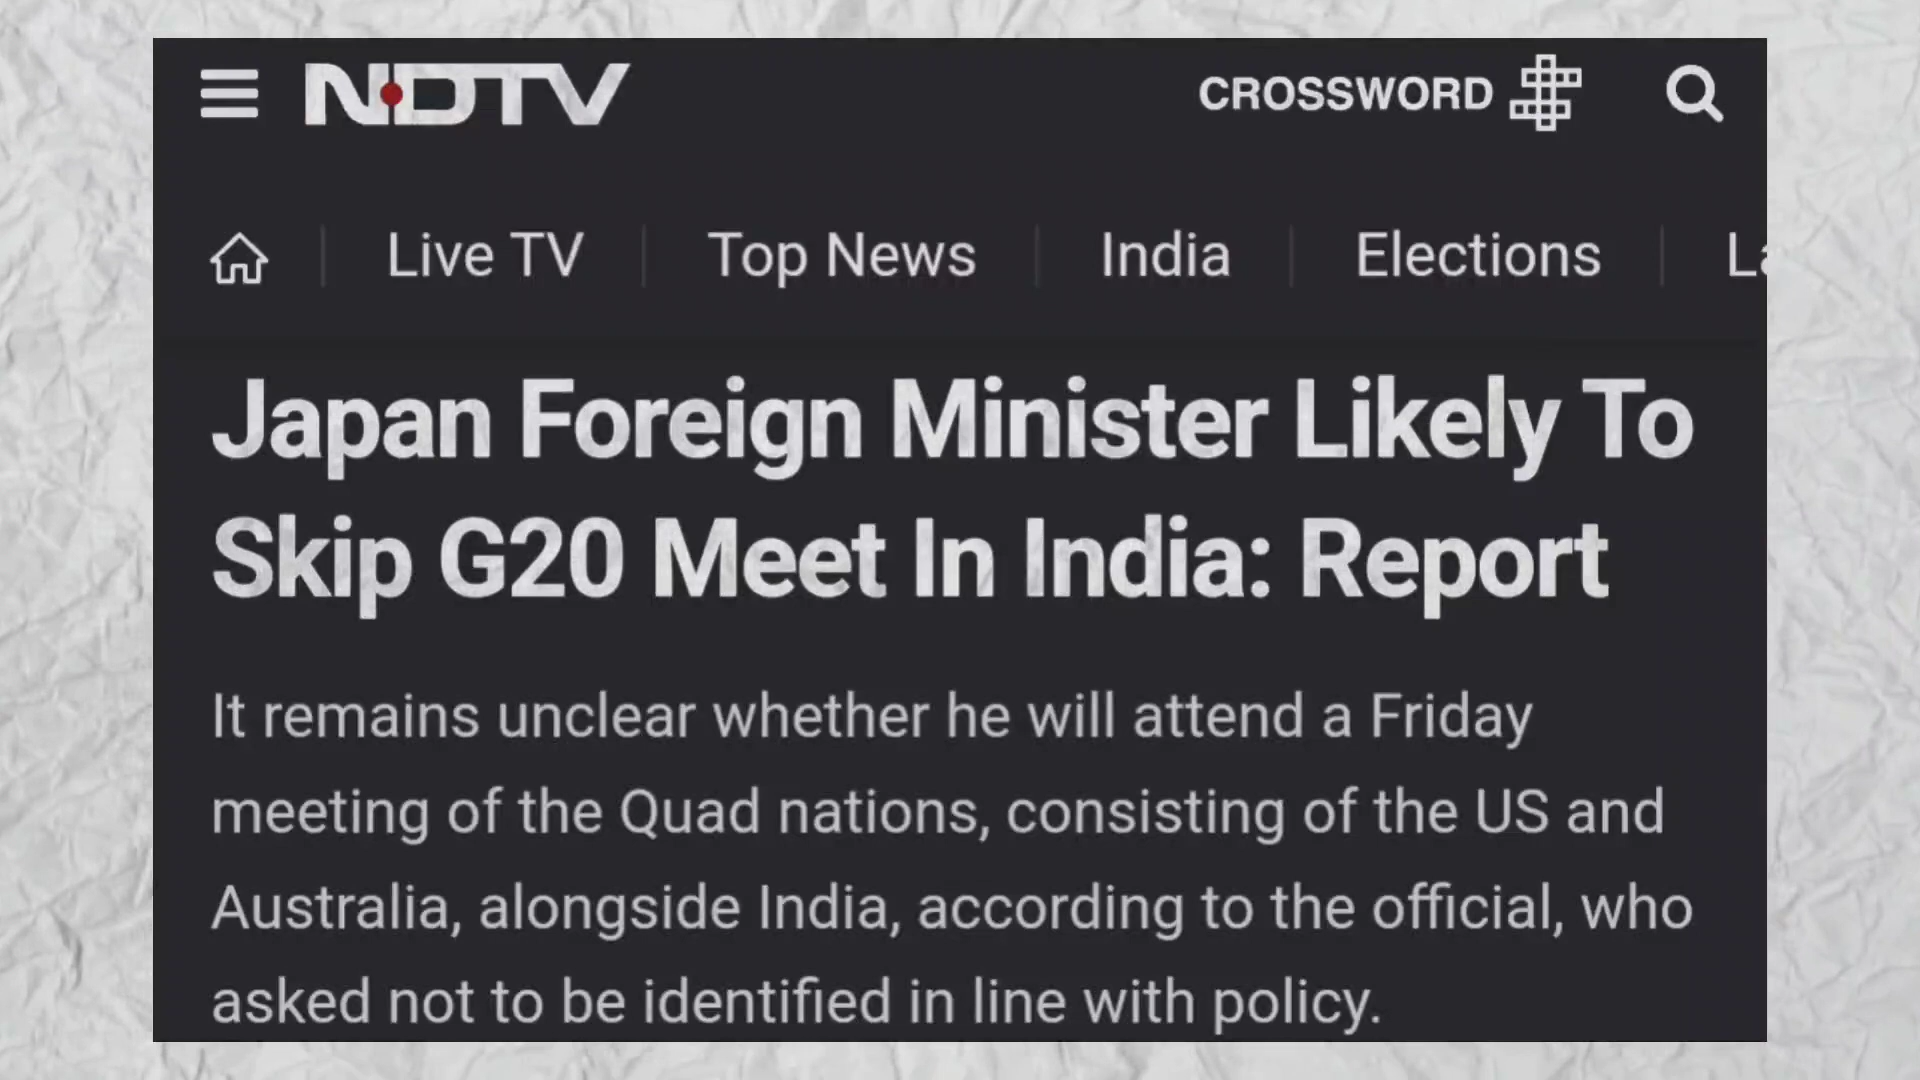 NDTV
CROSSWORD
Live TV
Top News
India
Elections
Japan Foreign Minister Likely To
Skip G20 Meet In India: Report
It remains unclear whether he will attend a Friday
meeting of the Quad nations, consisting of the US and
Australia, alongside India, according to the official, who
asked not to be identified in line with policy.